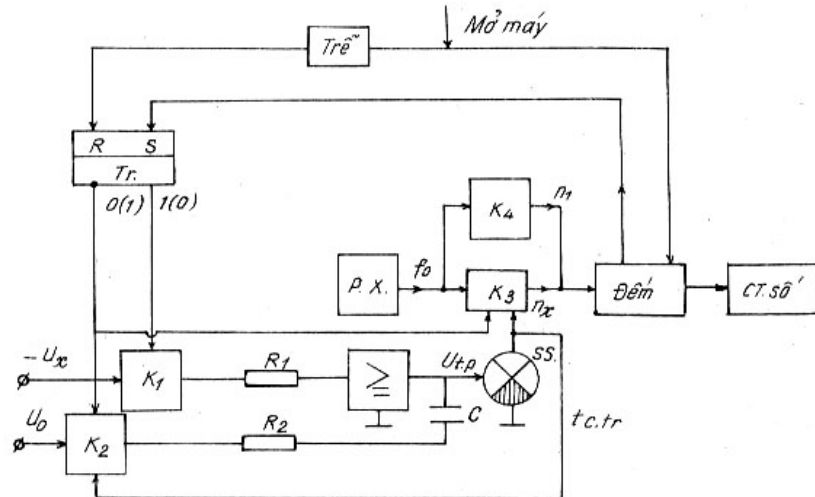 Mở máy
Trễ
R S
Tr.
0(1) 1(0)
K₄ n₁
P.X. f₀ K₃ nₓ Đếm CT.số
-Uₓ K₁ R₁ ≥ Ut.p SS.
U₀ K₂ R₂ C tc.tr